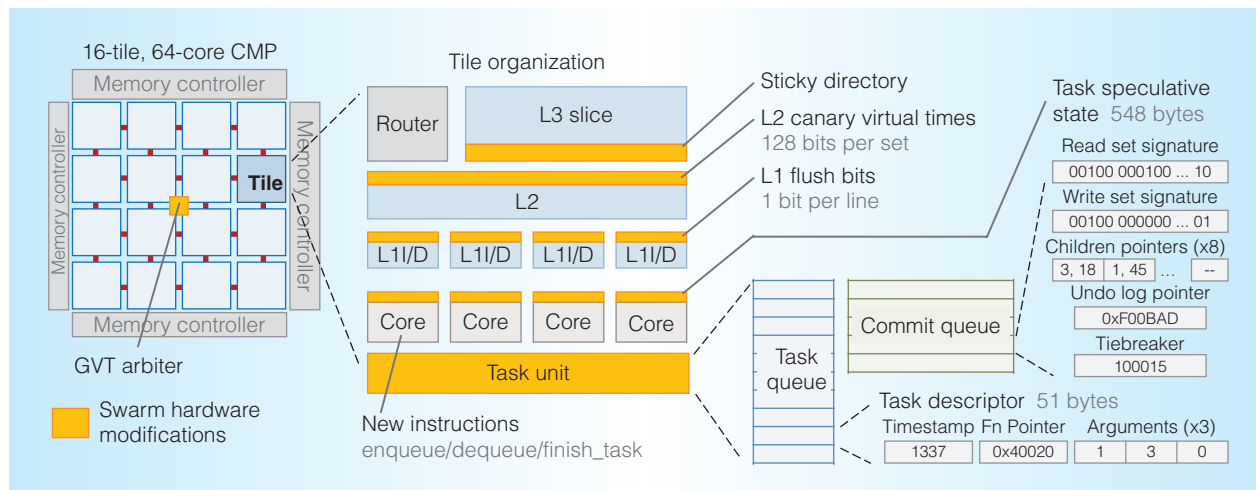 16-tile, 64-core CMP
Memory controller
Memory controller
Memory controller
Memory controller
Tile
GVT arbiter
Swarm hardware
modifications
Tile organization
Router
L3 slice
L2
L1I/D
L1I/D
L1I/D
L1I/D
Core
Core
Core
Core
Task unit
New instructions
enqueue/dequeue/finish_task
Sticky directory
L2 canary virtual times
128 bits per set
L1 flush bits
1 bit per line
Task
queue
Commit queue
Task speculative
state 548 bytes
Read set signature
00100 000100 ... 10
Write set signature
00100 000000 ... 01
Children pointers (x8)
3, 18 1, 45 ... --
Undo log pointer
0xF00BAD
Tiebreaker
100015
Task descriptor 51 bytes
Timestamp Fn Pointer Arguments (x3)
1337 0x40020 1 3 0